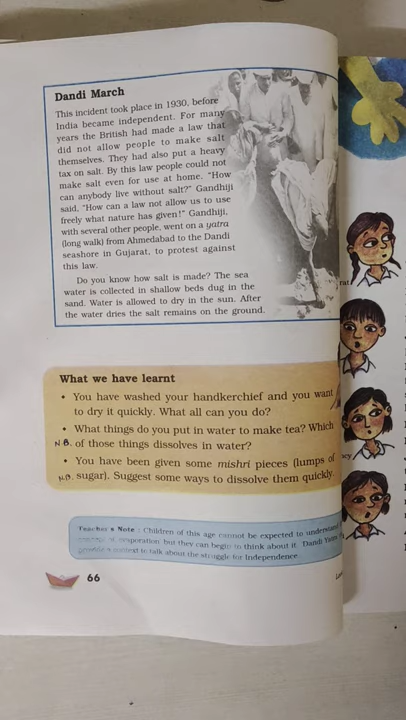 Dandi March
This incident took place in 1930, before
India became independent. For many
years the British had made a law that
did not allow people to make salt
themselves. They had also put a heavy
tax on salt. By this law people could not
make salt even for use at home. "How
can anybody live without salt?" Gandhiji
said, "How can a law not allow us to use
freely what nature has given!" Gandhiji,
with several other people, went on a yatra
(long walk) from Ahmedabad to the Dandi
seashore in Gujarat, to protest against
this law.
Do you know how salt is made? The sea
water is collected in shallow beds dug in the
sand. Water is allowed to dry in the sun. After
the water dries the salt remains on the ground.
What we have learnt
• You have washed your handkerchief and you want
to dry it quickly. What all can you do?
• What things do you put in water to make tea? Which
N.B. of those things dissolves in water?
• You have been given some mishri pieces (lumps of
sugar). Suggest some ways to dissolve them quickly.
Teacher's Note : Children of this age cannot be expected to understand
evaporation but they can begin to think about it. Dandi
context to talk about the struggle for Independence
66